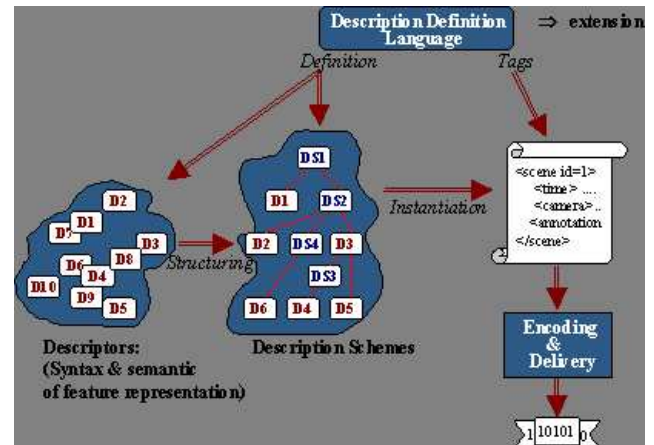 Description Definition
Language
⇒ extension
Definition
Tags
DS1
D1
DS2
D2
DS4
D3
DS3
D6
D4
D5
D2
D1
D7
D3
D8
D6
D4
D10
D9
D5
Structuring
Instantiation
<scene id=1>
<time> ....
<camera>..
<annotation
</scene>
Descriptors:
(Syntax & semantic
of feature representation)
Description Schemes
Encoding
&
Delivery
1 10101 0